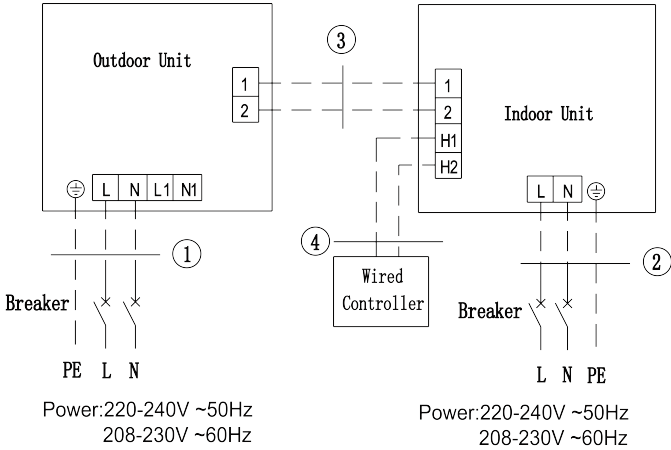 ③
Outdoor Unit
1
2
1
2
H1
H2
Indoor Unit
L N L1 N1
L N
①
④
②
Wired
Controller
Breaker
Breaker
PE L N
L N PE
Power:220-240V ~50Hz
208-230V ~60Hz
Power:220-240V ~50Hz
208-230V ~60Hz